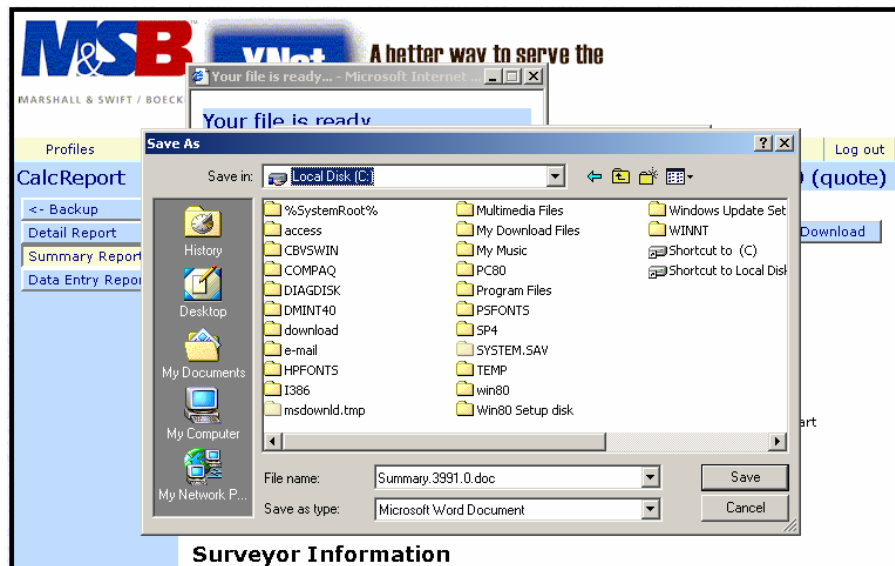 M&SB
VNet
A better way to serve the
MARSHALL & SWIFT / BOECK
Your file is ready... - Microsoft Internet ...
Your file is ready
Profiles
Log out
CalcReport
(quote)
<- Backup
Detail Report
Summary Report
Data Entry Repor
Download
Save As
Save in:
Local Disk (C:)
History
Desktop
My Documents
My Computer
My Network P...
%SystemRoot%
access
CBVSWIN
COMPAQ
DIAGDISK
DMINT40
download
e-mail
HPFONTS
I386
msdownld.tmp
Multimedia Files
My Download Files
My Music
PC80
Program Files
PSFONTS
SP4
SYSTEM.SAV
TEMP
win80
Win80 Setup disk
Windows Update Set
WINNT
Shortcut to (C)
Shortcut to Local Disk
art
File name:
Summary.3991.0.doc
Save
Save as type:
Microsoft Word Document
Cancel
Surveyor Information